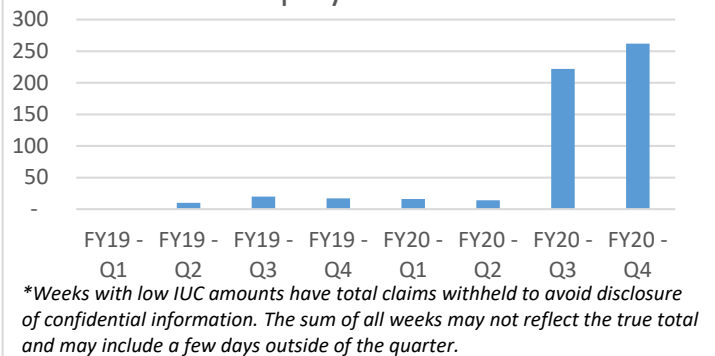 300
250
200
150
100
50
-
FY19 - FY19 - FY19 - FY19 - FY20 - FY20 - FY20 - FY20 -
Q1 Q2 Q3 Q4 Q1 Q2 Q3 Q4
*Weeks with low IUC amounts have total claims withheld to avoid disclosure
of confidential information. The sum of all weeks may not reflect the true total
and may include a few days outside of the quarter.